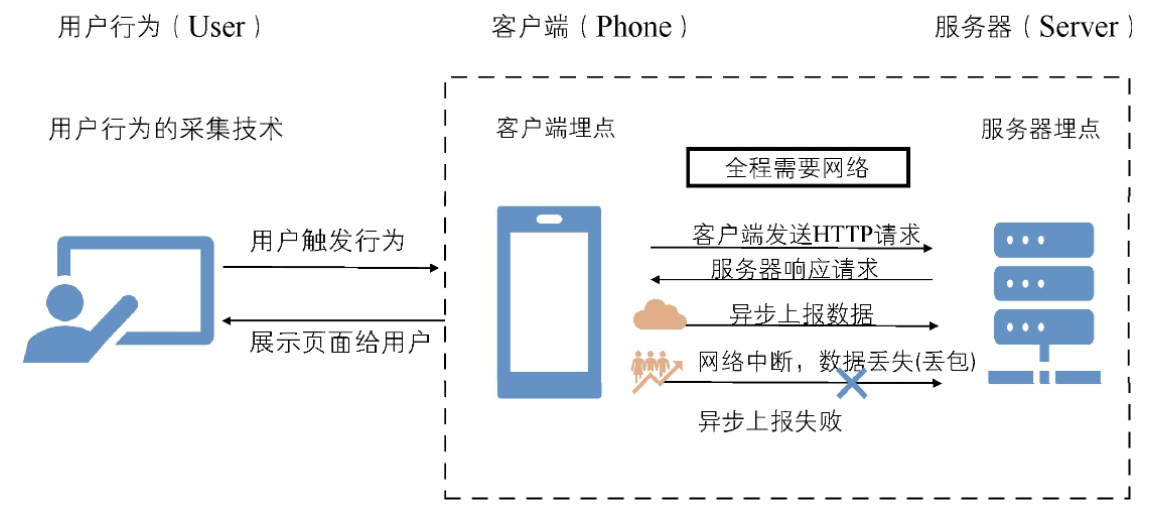 用户行为（User）
客户端（Phone）
服务器（Server）
用户行为的采集技术
客户端埋点
服务器埋点
全程需要网络
用户触发行为
展示页面给用户
客户端发送HTTP请求
服务器响应请求
异步上报数据
网络中断，数据丢失(丢包)
异步上报失败